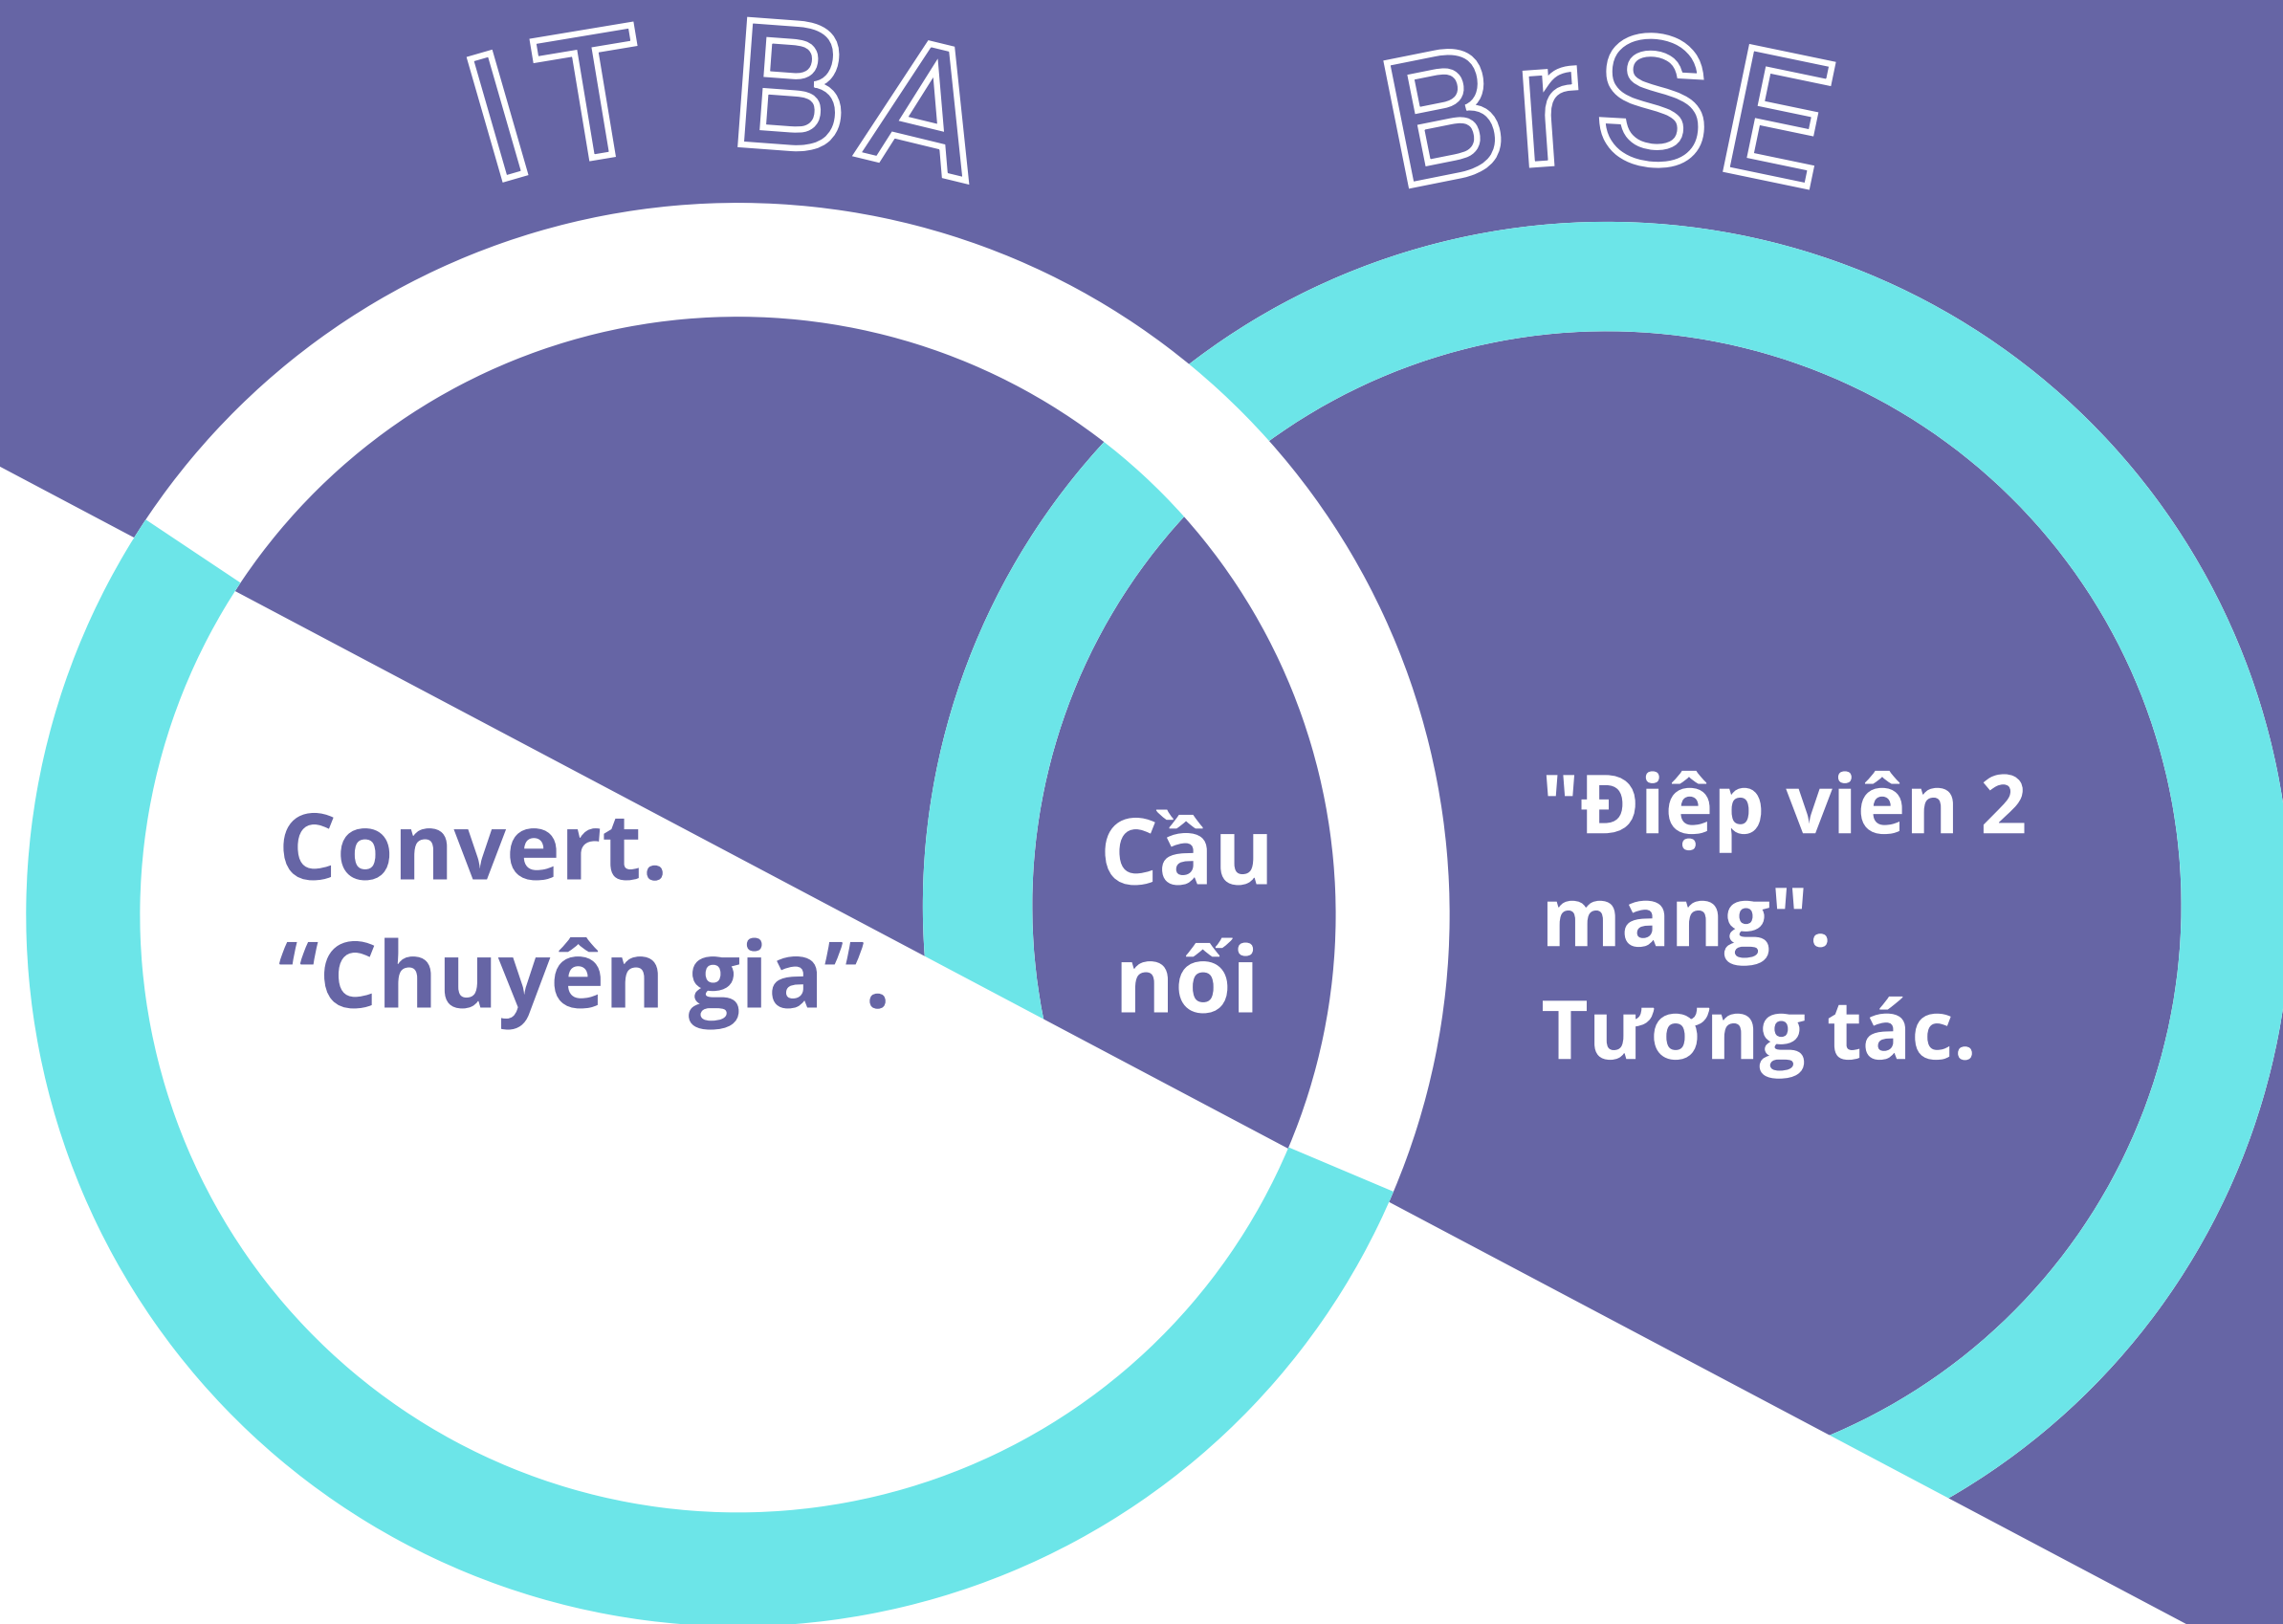 IT BA
BrSE
Convert.
“Chuyên gia”.
Cầu
nối
"Điệp viên 2
mang".
Tương tác.